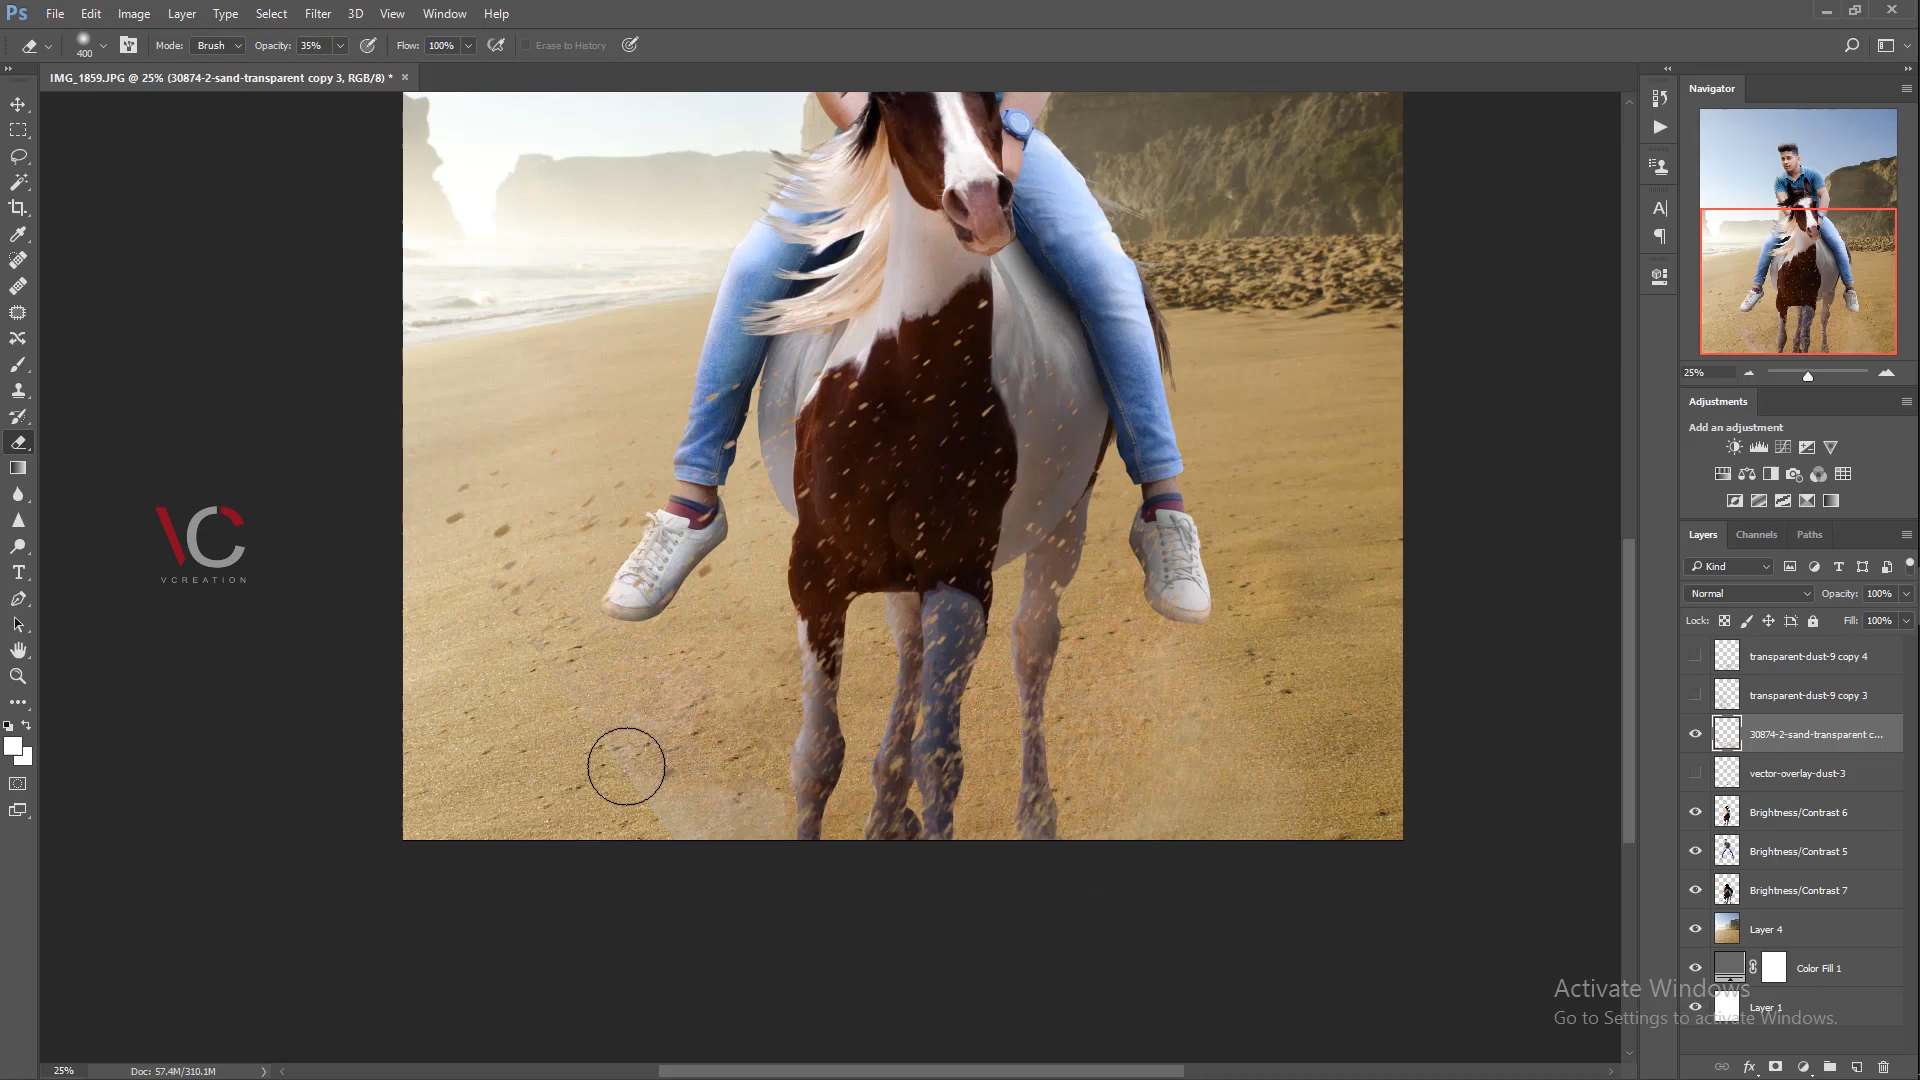 Ps File Edit Image Layer Type Select Filter 3D View Window Help
400 Mode: Brush Opacity: 35% Flow: 100% Erase to History
IMG_1859.JPG @ 25% (30874-2-sand-transparent copy 3, RGB/8) * ×
Navigator
25%
Adjustments
Add an adjustment
VC
VCREATION
Layers Channels Paths
Kind
Normal Opacity: 100%
Lock: Fill: 100%
transparent-dust-9 copy 4
transparent-dust-9 copy 3
30874-2-sand-transparent c...
vector-overlay-dust-3
Brightness/Contrast 6
Brightness/Contrast 5
Brightness/Contrast 7
Layer 4
Color Fill 1
Layer 1
Activate Windows
Go to Settings to activate Windows.
25% Doc: 57.4M/310.1M